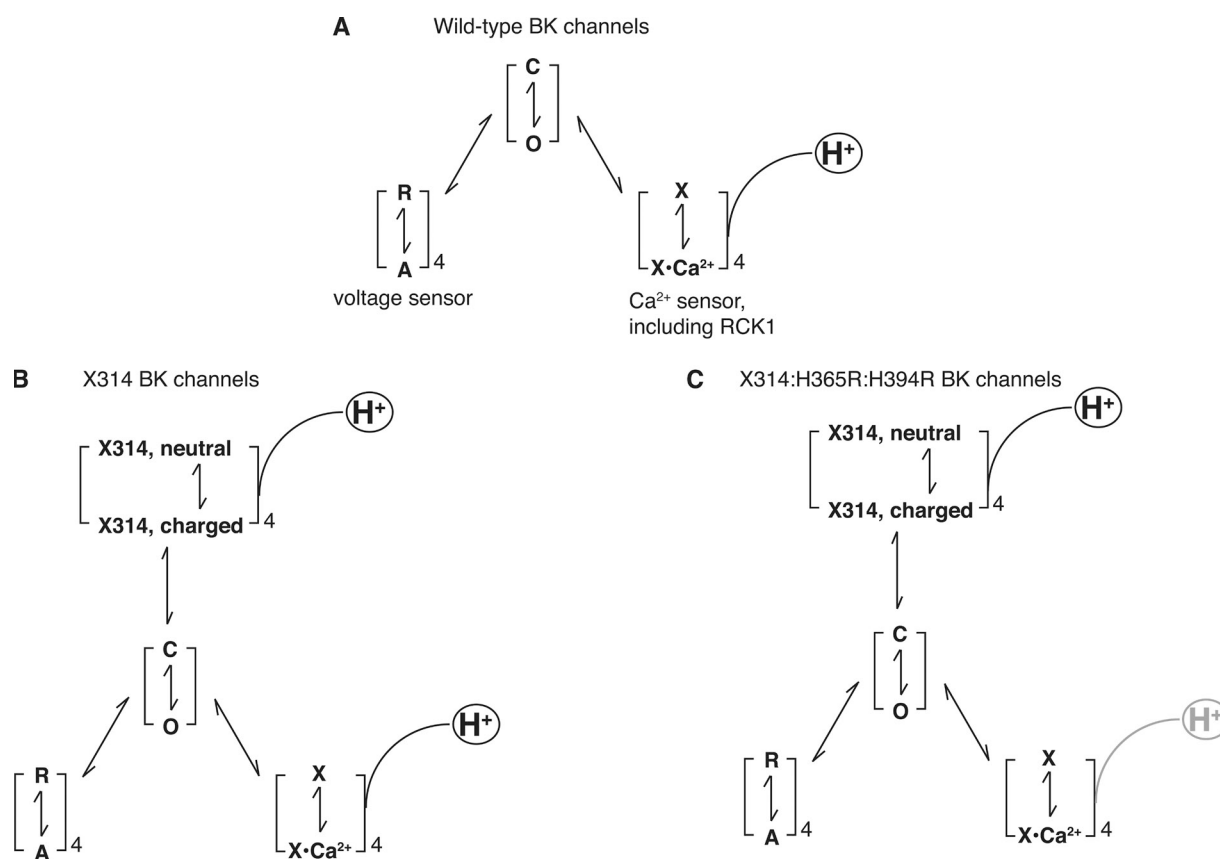 A Wild-type BK channels
C
O
H⁺
R
A
4
voltage sensor
X
X•Ca²⁺
4
Ca²⁺ sensor,
including RCK1
B X314 BK channels
H⁺
X314, neutral
X314, charged
4
C
O
H⁺
R
A
4
X
X•Ca²⁺
4
C X314:H365R:H394R BK channels
H⁺
X314, neutral
X314, charged
4
C
O
H⁺
R
A
4
X
X•Ca²⁺
4